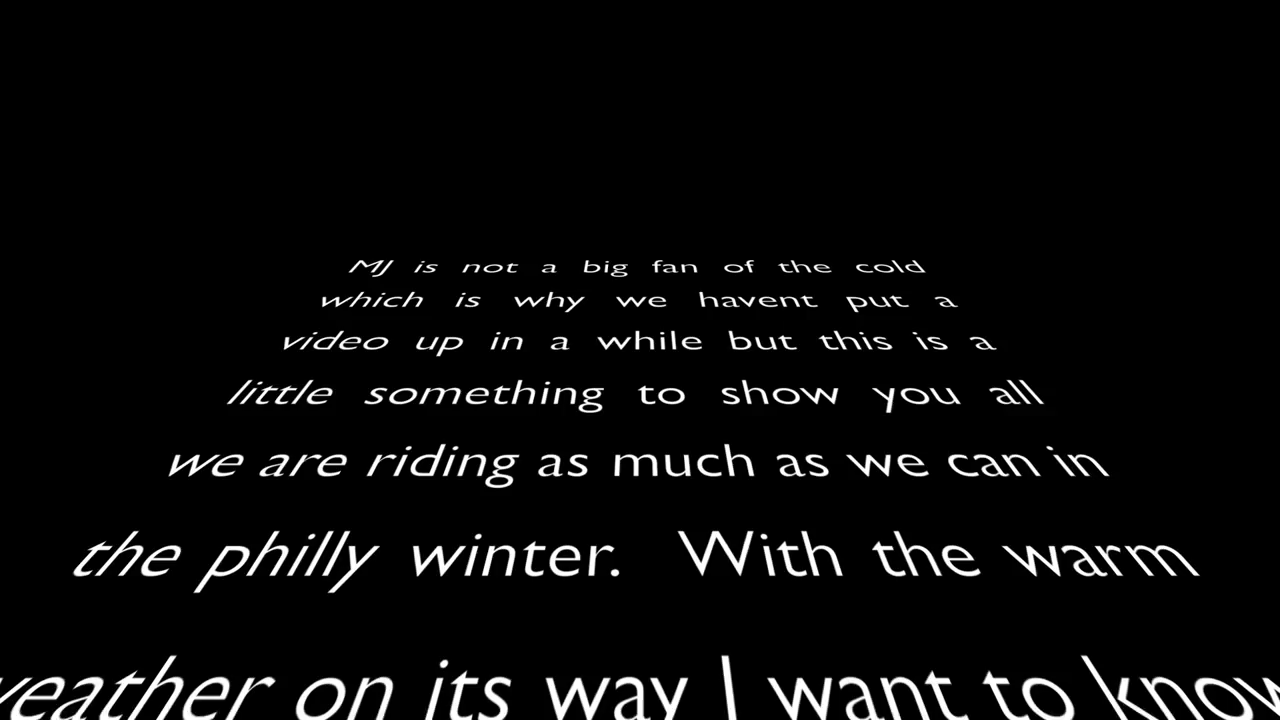 MJ is not a big fan of the cold
which is why we havent put a
video up in a while but this is a
little something to show you all
we are riding as much as we can in
the philly winter. With the warm
weather on its way I want to know